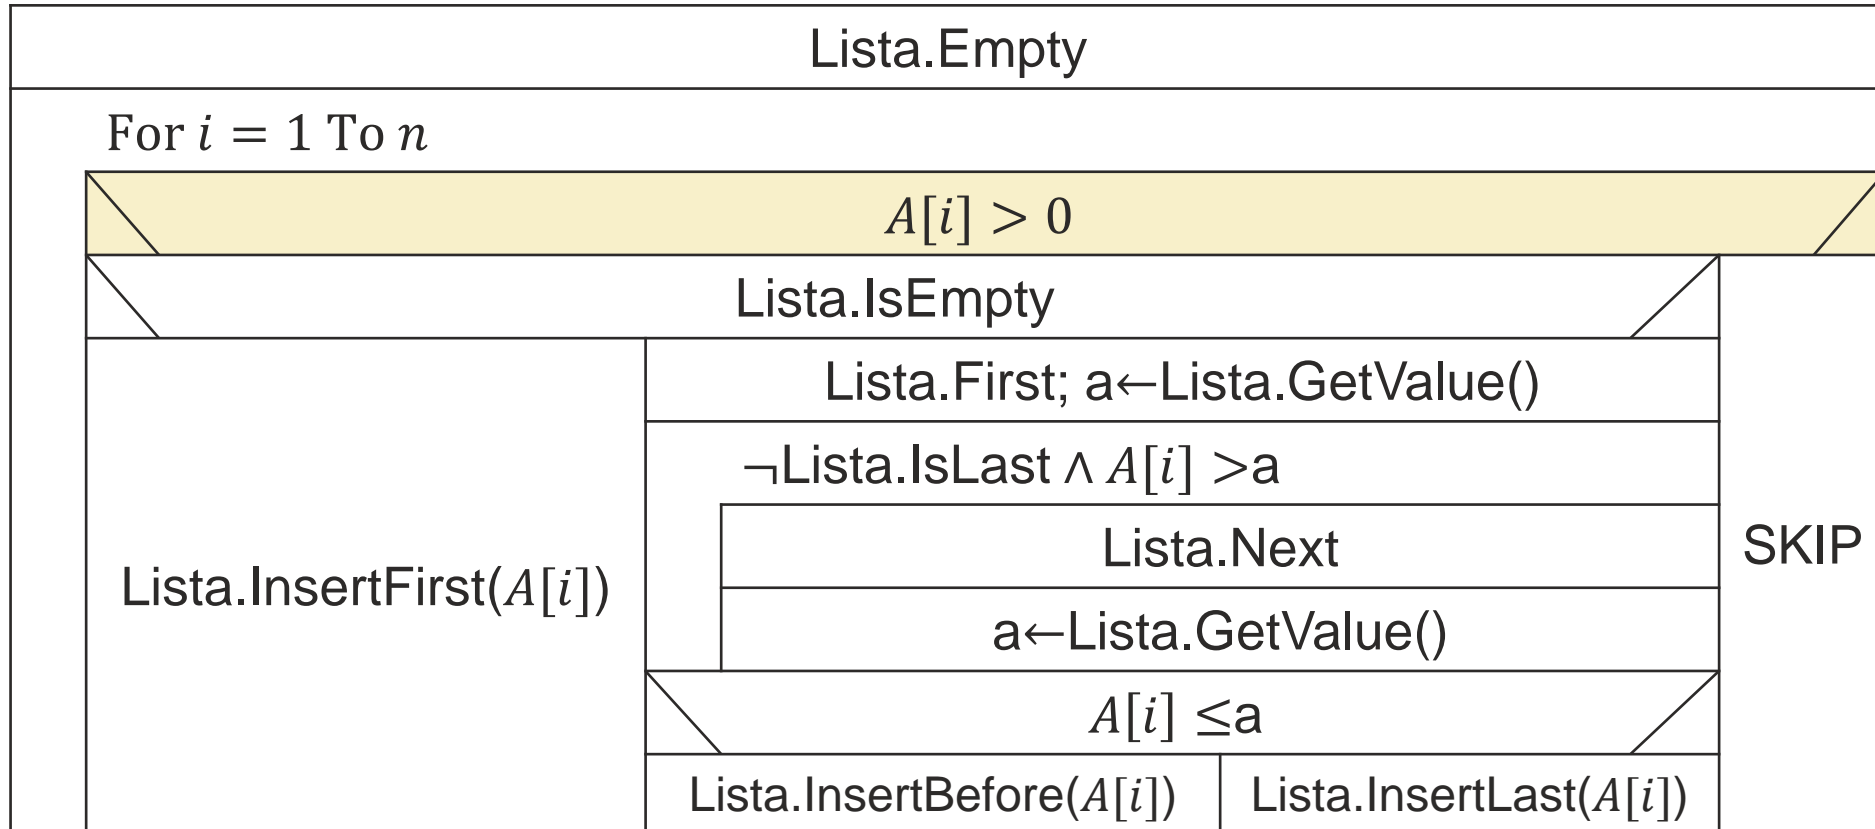 Lista.Empty
For i = 1 To n
A[i] > 0
Lista.IsEmpty
Lista.First; a←Lista.GetValue()
¬Lista.IsLast ∧ A[i] >a
Lista.Next
SKIP
Lista.InsertFirst(A[i])
a←Lista.GetValue()
A[i] ≤a
Lista.InsertBefore(A[i])
Lista.InsertLast(A[i])